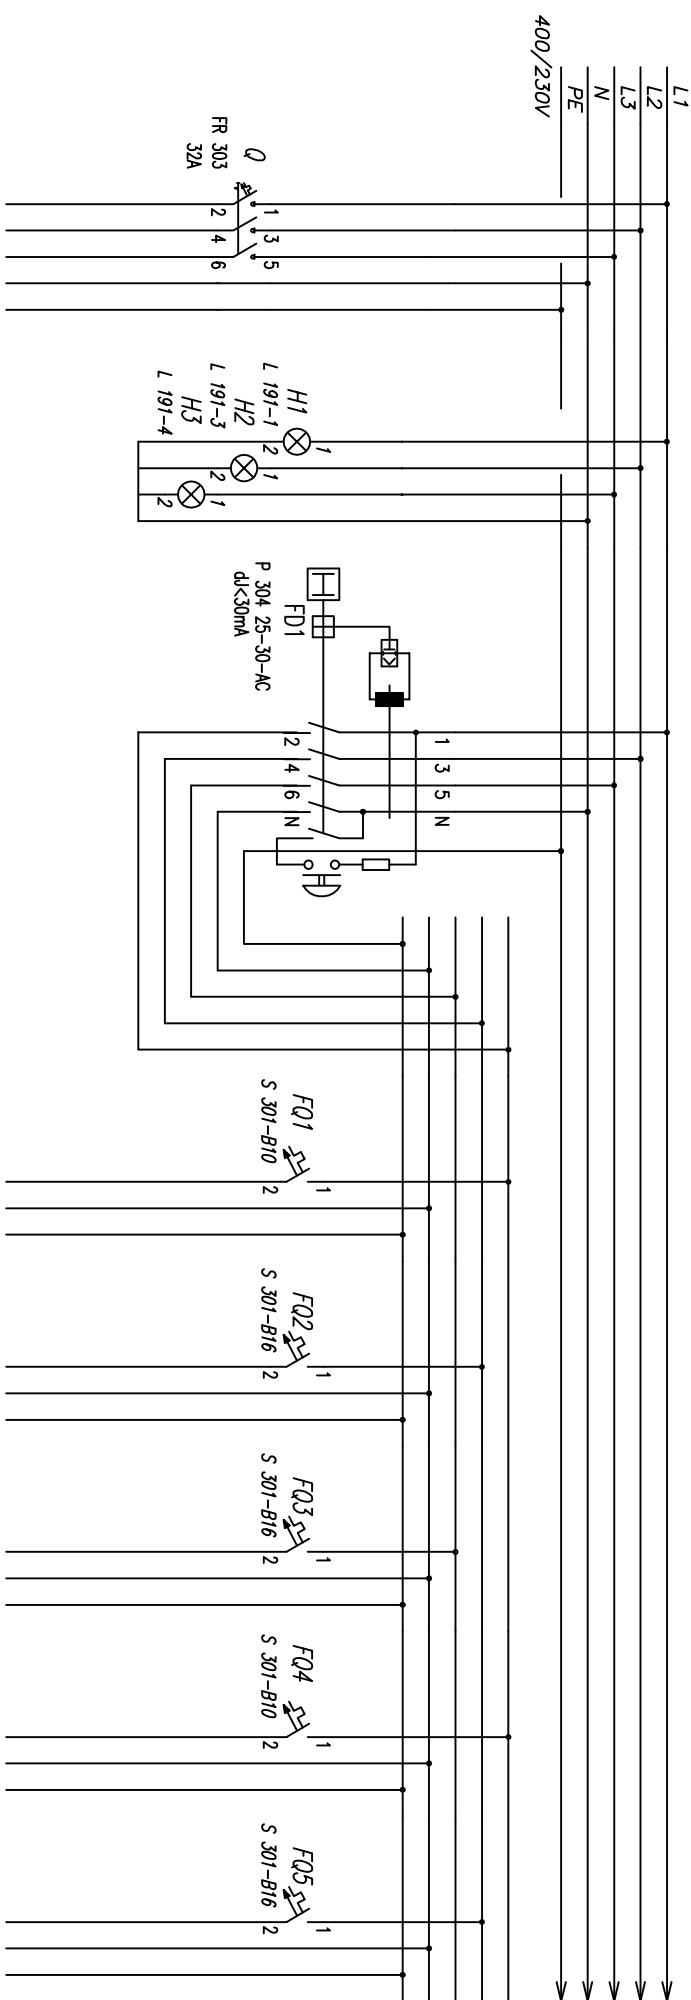 L1
L2
L3
N
PE
400/230V
Q
FR 303
32A
1
2
3
4
5
6
H1
L 191-1
1
2
H2
L 191-3
1
2
H3
L 191-4
1
2
FD1
P 304 25-30-AC
dJ<30mA
1
2
3
4
5
6
N
N
FQ1
S 301-B10
1
2
FQ2
S 301-B16
1
2
FQ3
S 301-B16
1
2
FQ4
S 301-B10
1
2
FQ5
S 301-B16
1
2